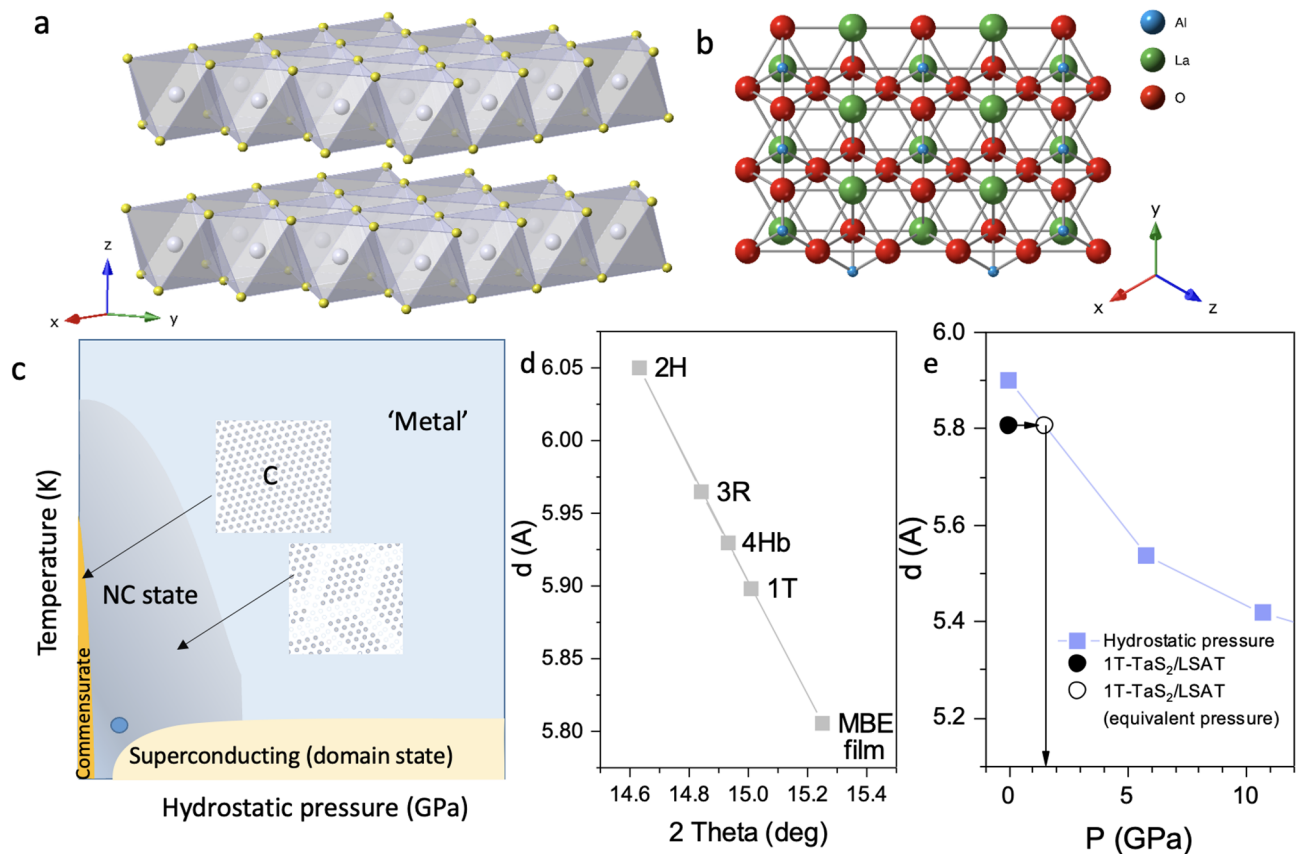 a
z
x
y
b
Al
La
O
y
x
z
c
'Metal'
C
NC state
Commensurate
Superconducting (domain state)
Temperature (K)
Hydrostatic pressure (GPa)
d
6.05
6.00
5.95
5.90
5.85
5.80
d (A)
2H
3R
4Hb
1T
MBE
film
14.6
14.8
15.0
15.2
15.4
2 Theta (deg)
e
6.0
5.8
5.6
5.4
5.2
d (A)
Hydrostatic pressure
1T-TaS₂/LSAT
1T-TaS₂/LSAT
(equivalent pressure)
0
5
10
P (GPa)